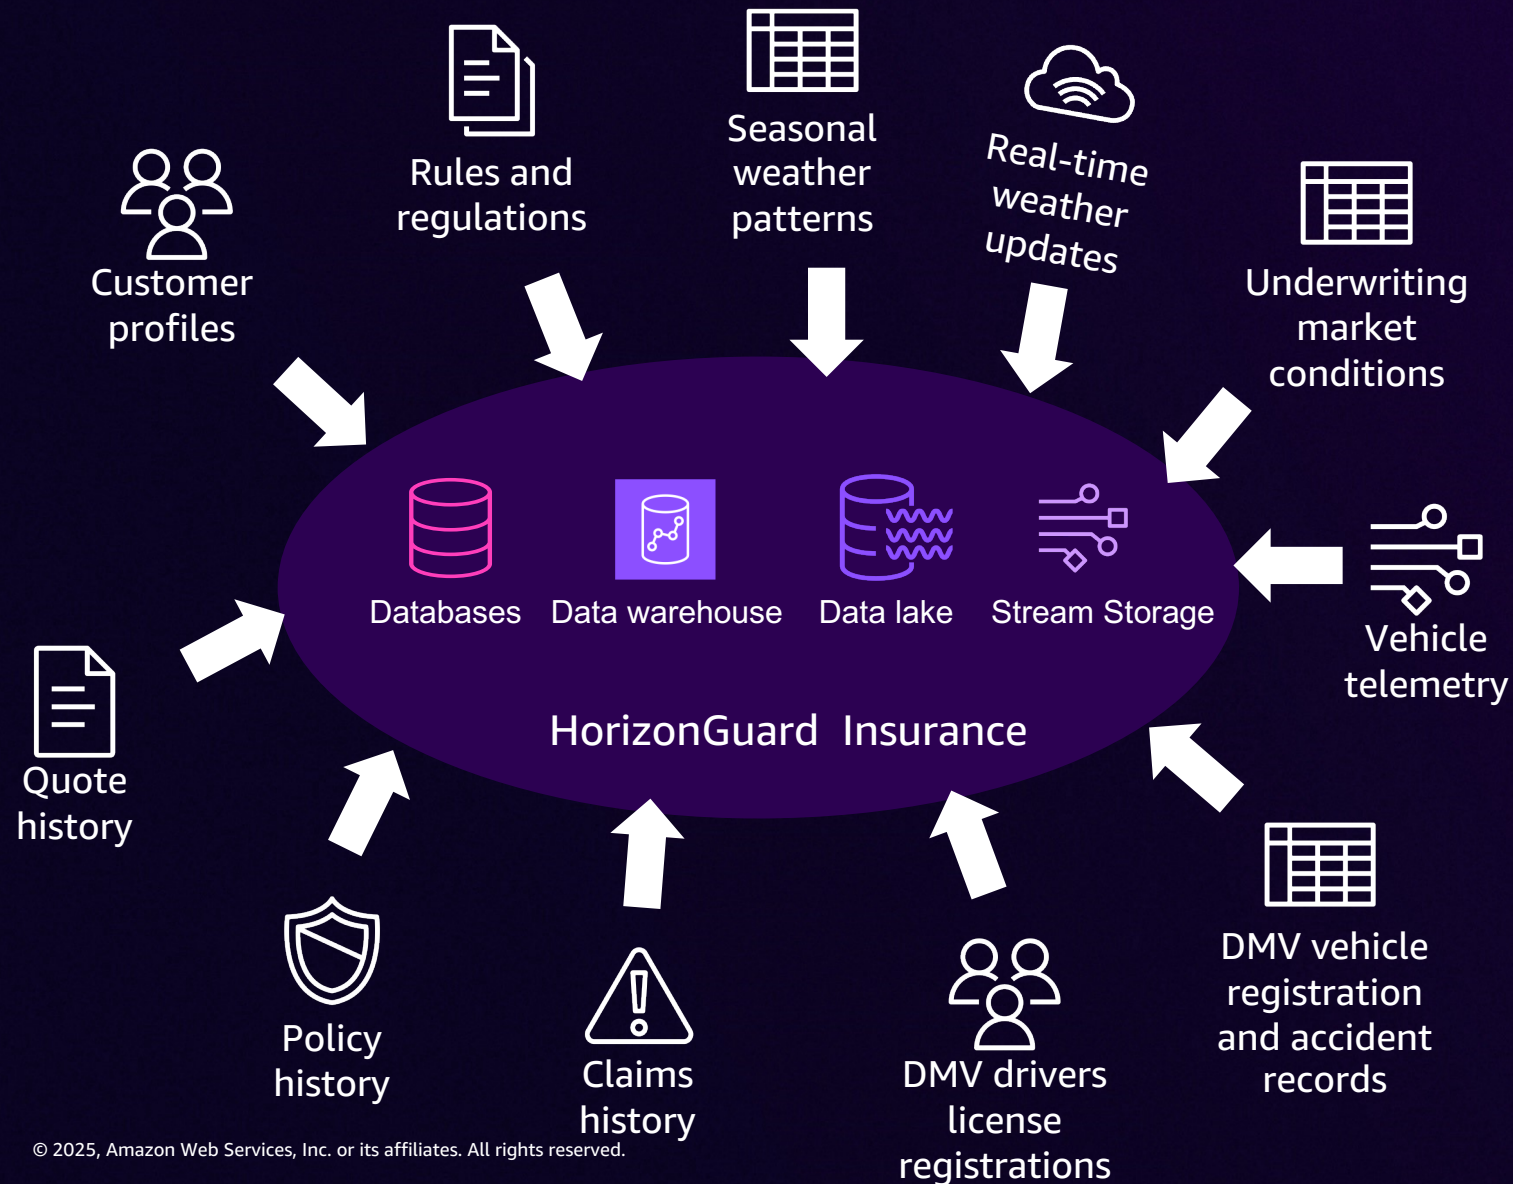 Seasonal
weather
patterns
Real-time
weather
updates
Rules and
regulations
Customer
profiles
Underwriting
market
conditions
Databases
Data warehouse
Data lake
Stream Storage
Vehicle
telemetry
HorizonGuard Insurance
Quote
history
Policy
history
Claims
history
DMV drivers
license
registrations
DMV vehicle
registration
and accident
records
© 2025, Amazon Web Services, Inc. or its affiliates. All rights reserved.